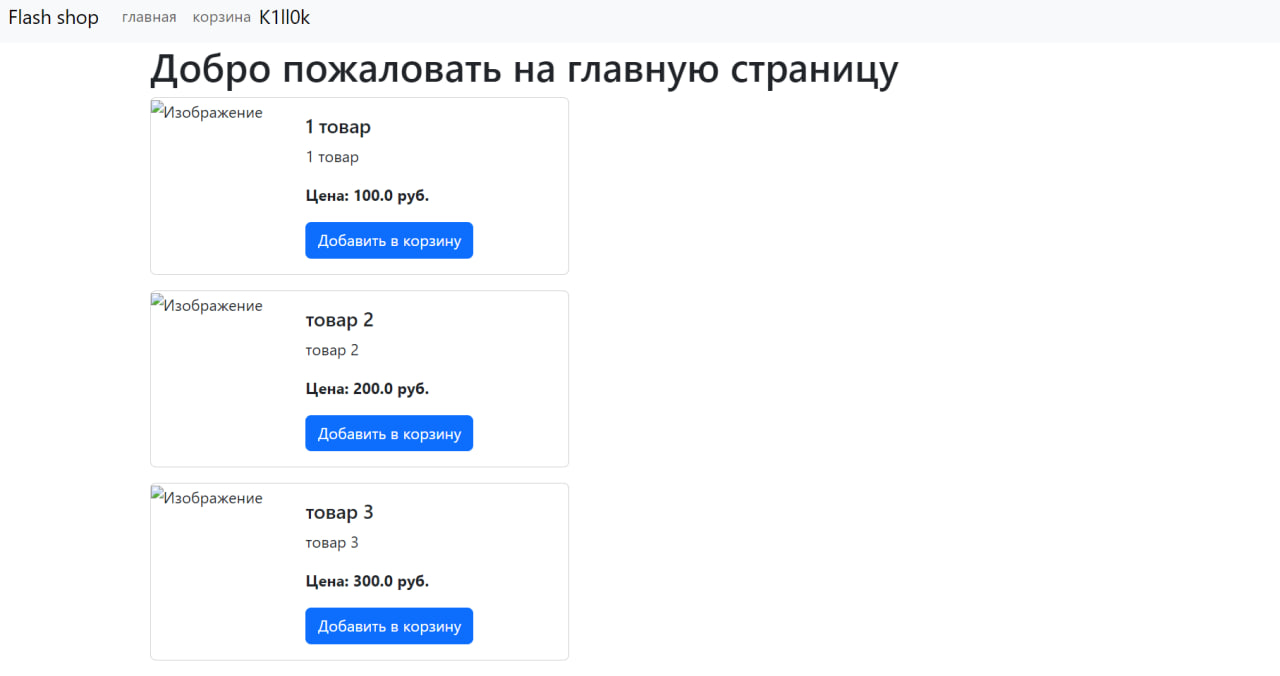 Flash shop главная корзина K1ll0k
Добро пожаловать на главную страницу
Изображение
1 товар
1 товар
Цена: 100.0 руб.
Добавить в корзину
Изображение
товар 2
товар 2
Цена: 200.0 руб.
Добавить в корзину
Изображение
товар 3
товар 3
Цена: 300.0 руб.
Добавить в корзину